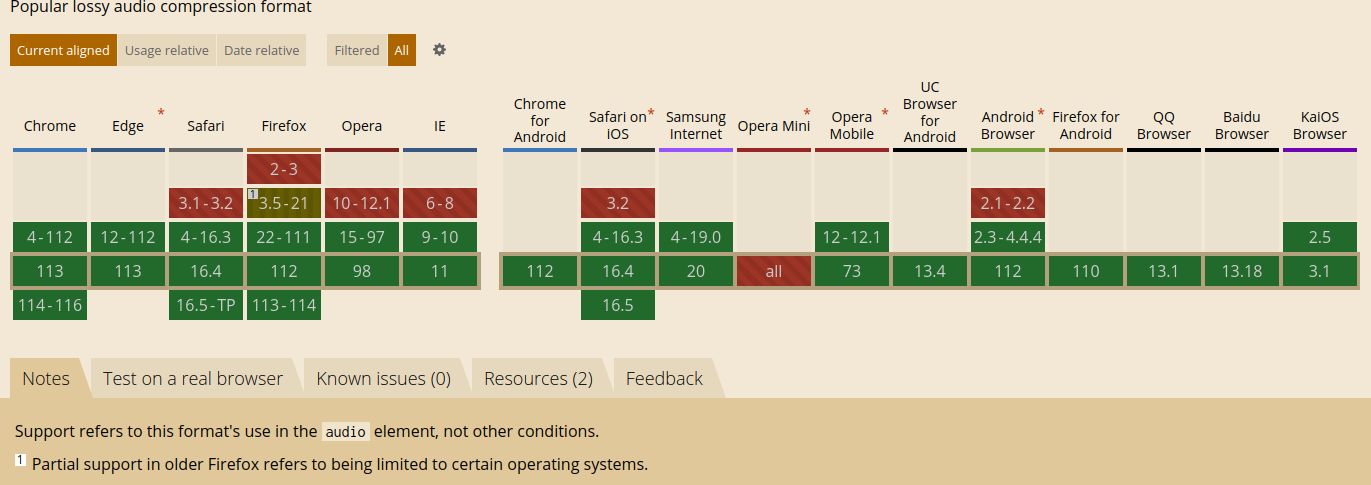 Popular lossy audio compression format
Current aligned Usage relative Date relative Filtered All
Chrome Edge * Safari Firefox Opera IE Chrome for Android Safari on iOS * Samsung Internet Opera Mini * Opera Mobile * UC Browser for Android Android Browser * Firefox for Android QQ Browser Baidu Browser KaiOS Browser
2-3
3.1-3.2 1 3.5-21 10-12.1 6-8 3.2 2.1-2.2
4-112 12-112 4-16.3 22-111 15-97 9-10 4-16.3 4-19.0 12-12.1 2.3-4.4.4 2.5
113 113 16.4 112 98 11 112 16.4 20 all 73 13.4 112 110 13.1 13.18 3.1
114-116 16.5-TP 113-114 16.5
Notes Test on a real browser Known issues (0) Resources (2) Feedback
Support refers to this format's use in the audio element, not other conditions.
1 Partial support in older Firefox refers to being limited to certain operating systems.